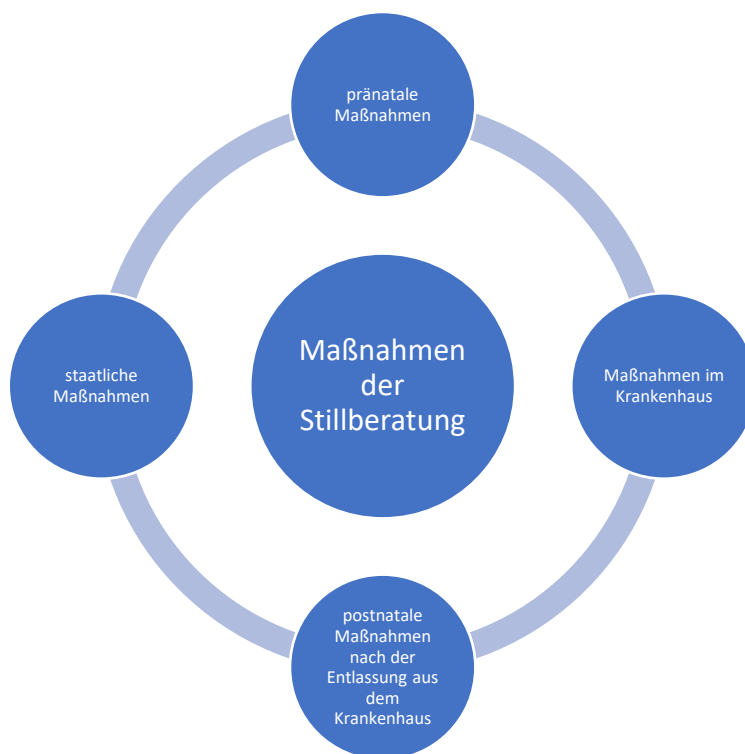 pränatale
Maßnahmen
Maßnahmen
der
Stillberatung
staatliche
Maßnahmen
Maßnahmen im
Krankenhaus
postnatale
Maßnahmen
nach der
Entlassung aus
dem
Krankenhaus